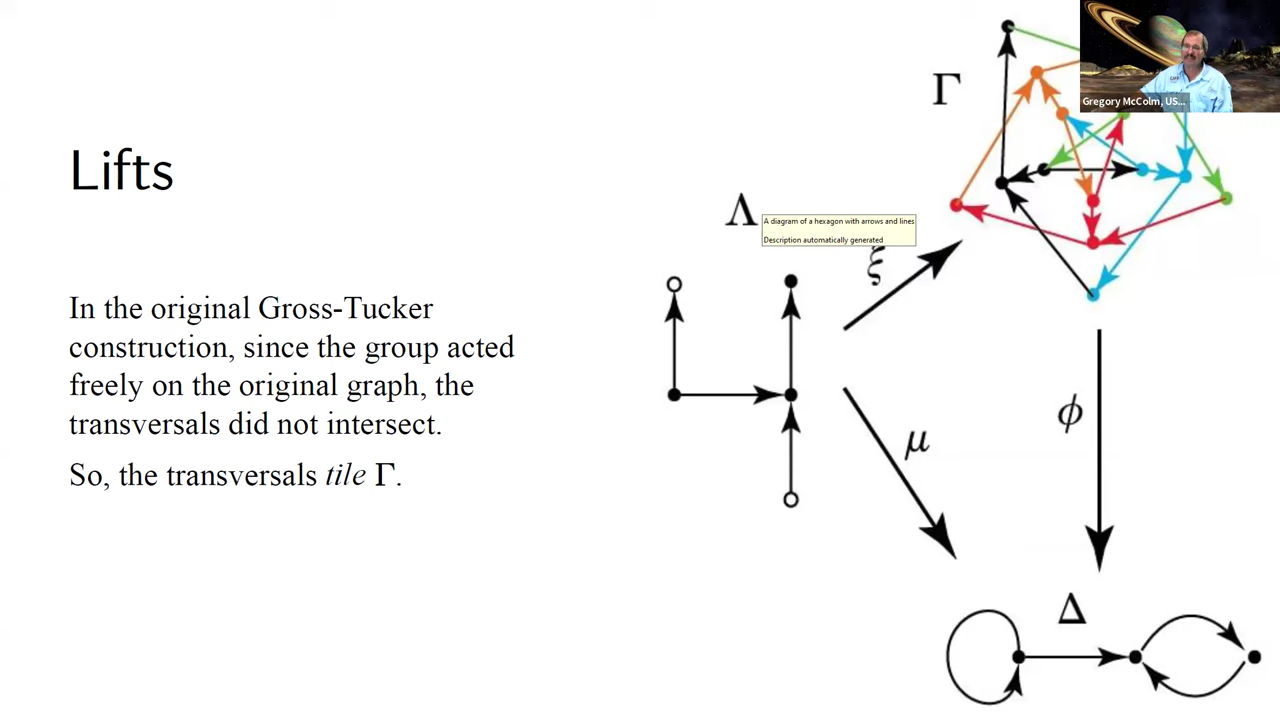 Lifts
In the original Gross-Tucker
construction, since the group acted
freely on the original graph, the
transversals did not intersect.
So, the transversals tile Γ.
Γ
Gregory McColm, US...
Λ
A diagram of a hexagon with arrows and lines
Description automatically generated
ξ
μ
ϕ
Δ